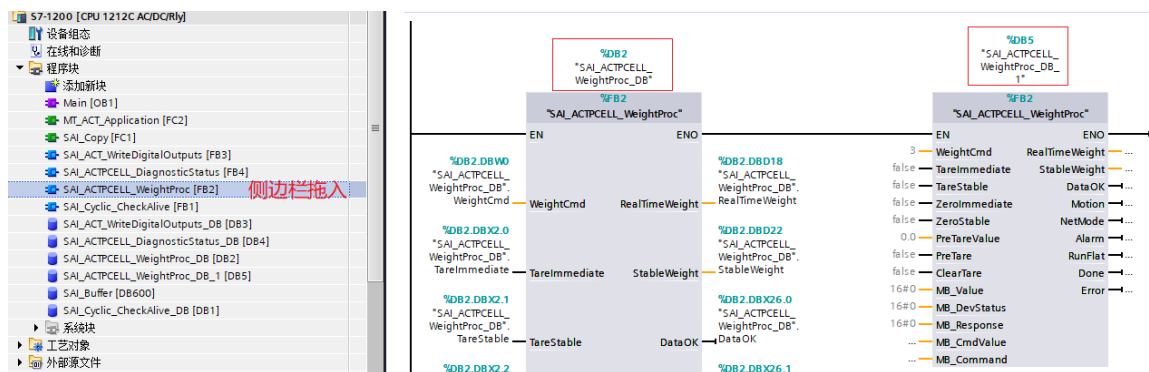 S7-1200 [CPU 1212C AC/DC/Rly]
设备组态
在线和诊断
程序块
添加新块
Main [OB1]
MT_ACT_Application [FC2]
SAI_Copy [FC1]
SAI_ACT_WriteDigitalOutputs [FB3]
SAI_ACTPCELL_DiagnosticStatus [FB4]
SAI_ACTPCELL_WeightProc [FB2]
侧边栏拖入
SAI_Cyclic_CheckAlive [FB1]
SAI_ACT_WriteDigitalOutputs_DB [DB3]
SAI_ACTPCELL_DiagnosticStatus_DB [DB4]
SAI_ACTPCELL_WeightProc_DB [DB2]
SAI_ACTPCELL_WeightProc_DB_1 [DB5]
SAI_Buffer [DB600]
SAI_Cyclic_CheckAlive_DB [DB1]
系统块
工艺对象
外部源文件
%DB2
"SAI_ACTPCELL_
WeightProc_DB"
%FB2
"SAI_ACTPCELL_WeightProc"
EN ENO
%DB2.DBW0
"SAI_ACTPCELL_
WeightProc_DB".
WeightCmd
WeightCmd RealTimeWeight
%DB2.DBD18
"SAI_ACTPCELL_
WeightProc_DB".
RealTimeWeight
%DB2.DBX2.0
"SAI_ACTPCELL_
WeightProc_DB".
TareImmediate
TareImmediate StableWeight
%DB2.DBD22
"SAI_ACTPCELL_
WeightProc_DB".
StableWeight
%DB2.DBX2.1
"SAI_ACTPCELL_
WeightProc_DB".
TareStable
TareStable DataOK
%DB2.DBX26.0
"SAI_ACTPCELL_
WeightProc_DB".
DataOK
%DB2.DBX2.2
%DB2.DBX26.1
%DB5
"SAI_ACTPCELL_
WeightProc_DB_
1"
%FB2
"SAI_ACTPCELL_WeightProc"
EN ENO
3 WeightCmd RealTimeWeight ...
false TareImmediate StableWeight ...
false TareStable DataOK ...
false ZeroImmediate Motion ...
false ZeroStable NetMode ...
0.0 PreTareValue Alarm ...
false PreTare RunFlat ...
false ClearTare Done ...
16#0 MB_Value Error ...
16#0 MB_DevStatus
16#0 MB_Response
... MB_CmdValue
... MB_Command